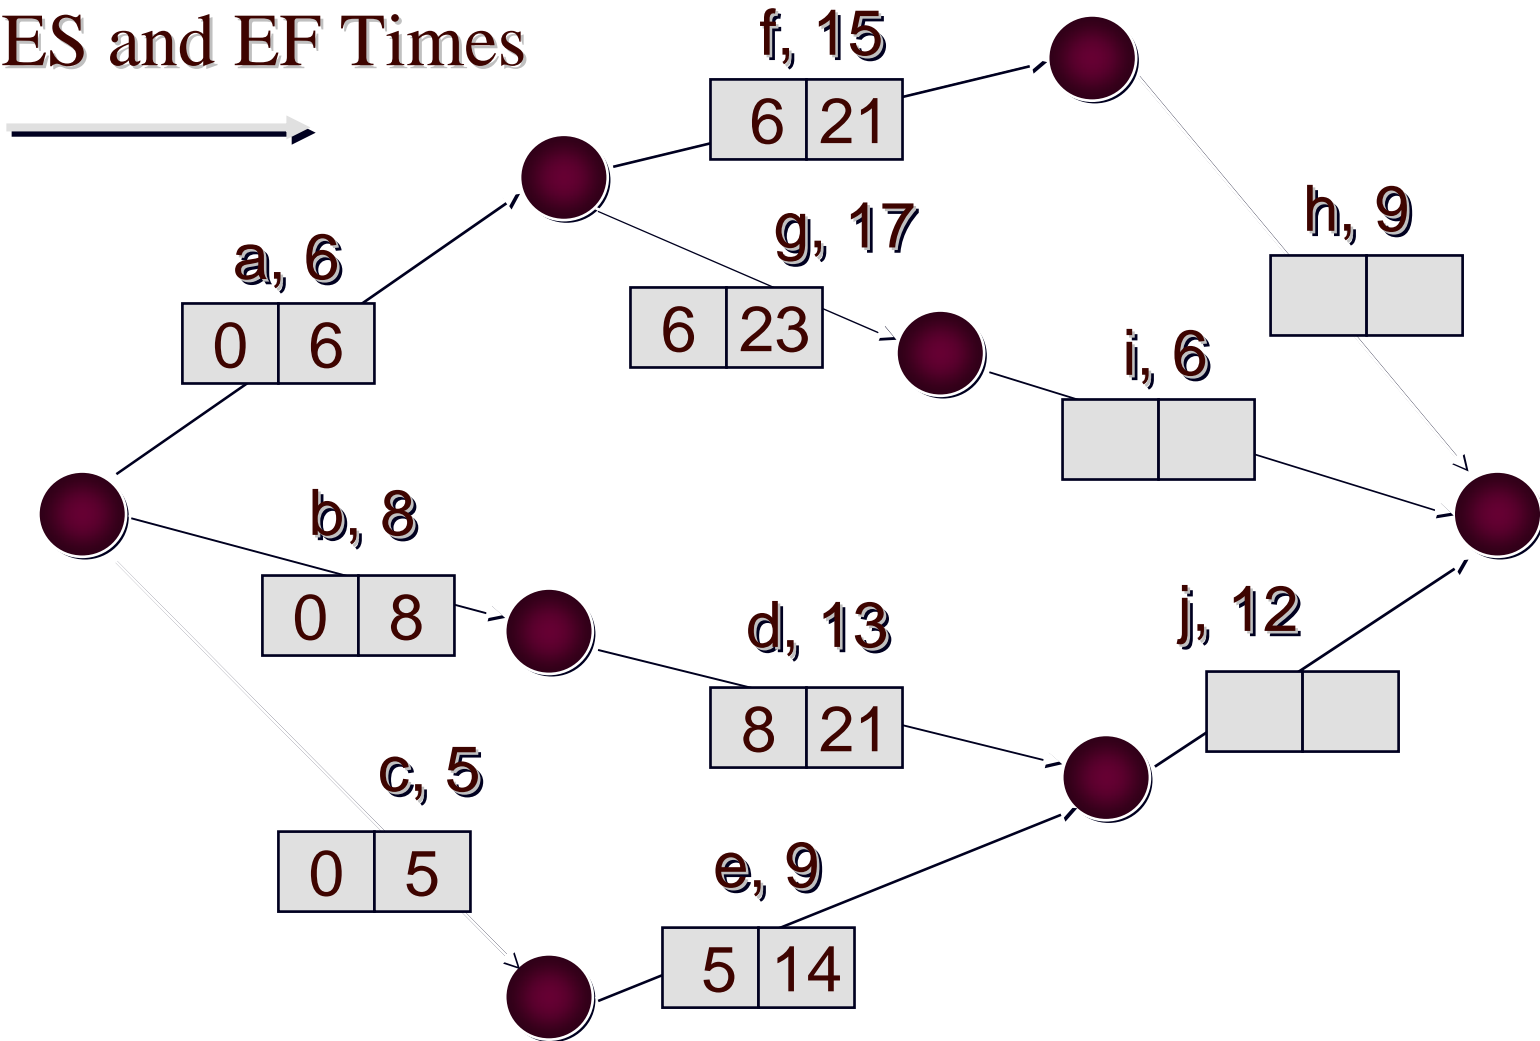 ES and EF Times
f, 15
6 21
h, 9
g, 17
a, 6
6 23
0 6
i, 6
b, 8
0 8
d, 13
j, 12
8 21
c, 5
0 5
e, 9
5 14